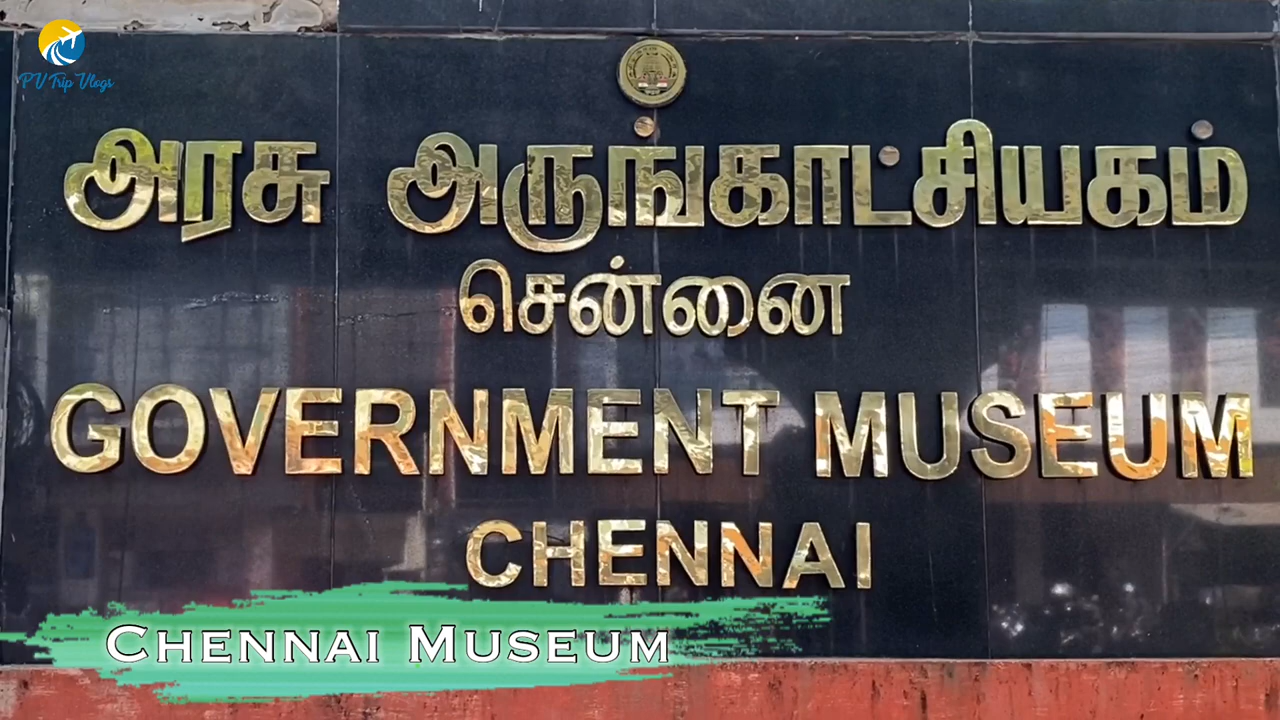 PV Trip Vlogs
அரசு அருங்காட்சியகம்
சென்னை
GOVERNMENT MUSEUM
CHENNAI
CHENNAI MUSEUM